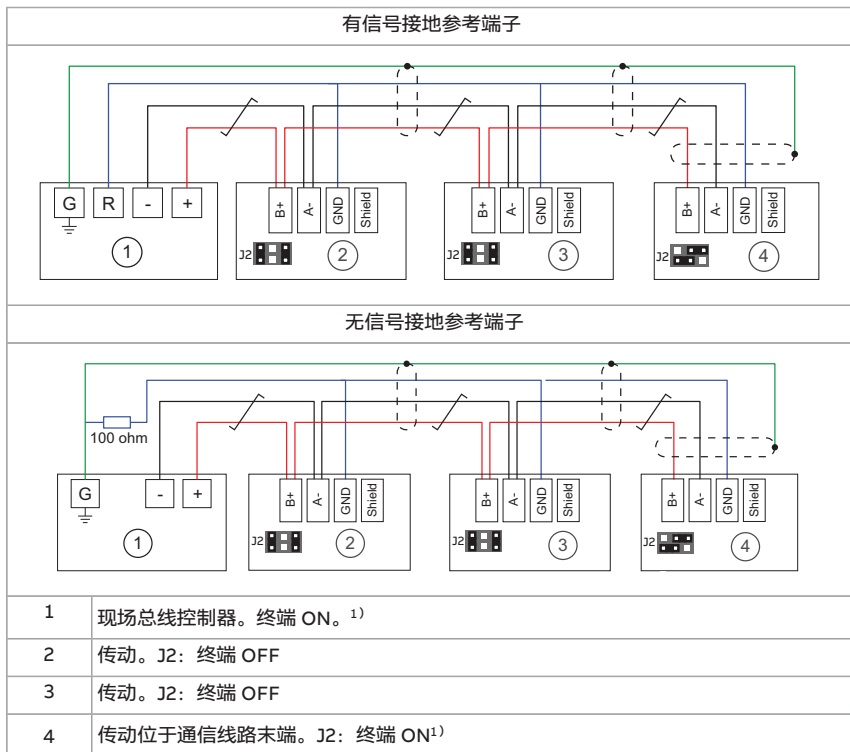 有信号接地参考端子
G R - + B+ A- GND Shield B+ A- GND Shield B+ A- GND Shield
1 J2 2 J2 3 J2 4
无信号接地参考端子
100 ohm
G - + B+ A- GND Shield B+ A- GND Shield B+ A- GND Shield
1 J2 2 J2 3 J2 4
1 现场总线控制器。终端 ON。1)
2 传动。J2：终端 OFF
3 传动。J2：终端 OFF
4 传动位于通信线路末端。J2：终端 ON1)